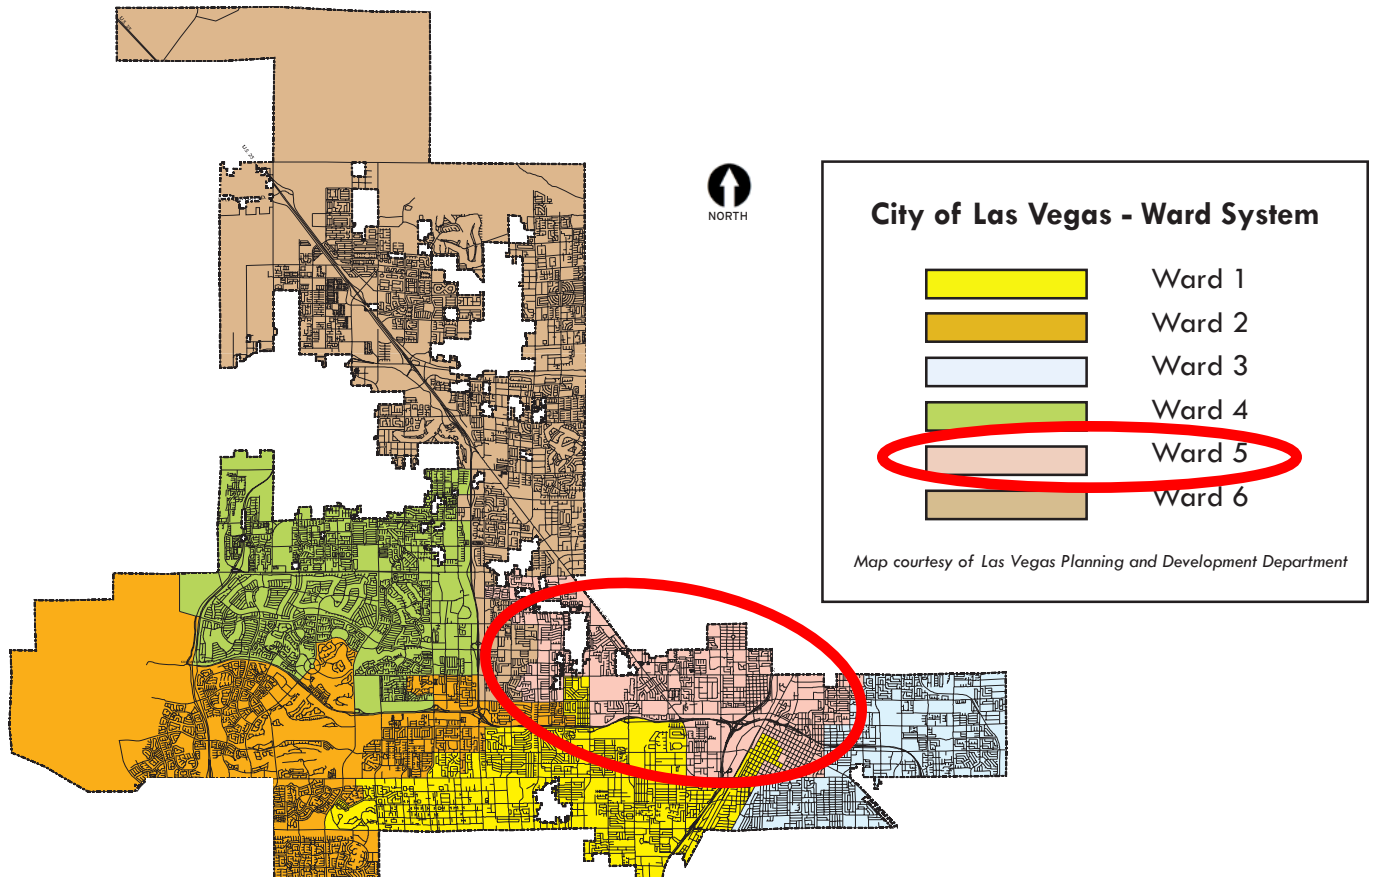 NORTH
City of Las Vegas - Ward System
Ward 1
Ward 2
Ward 3
Ward 4
Ward 5
Ward 6
Map courtesy of Las Vegas Planning and Development Department